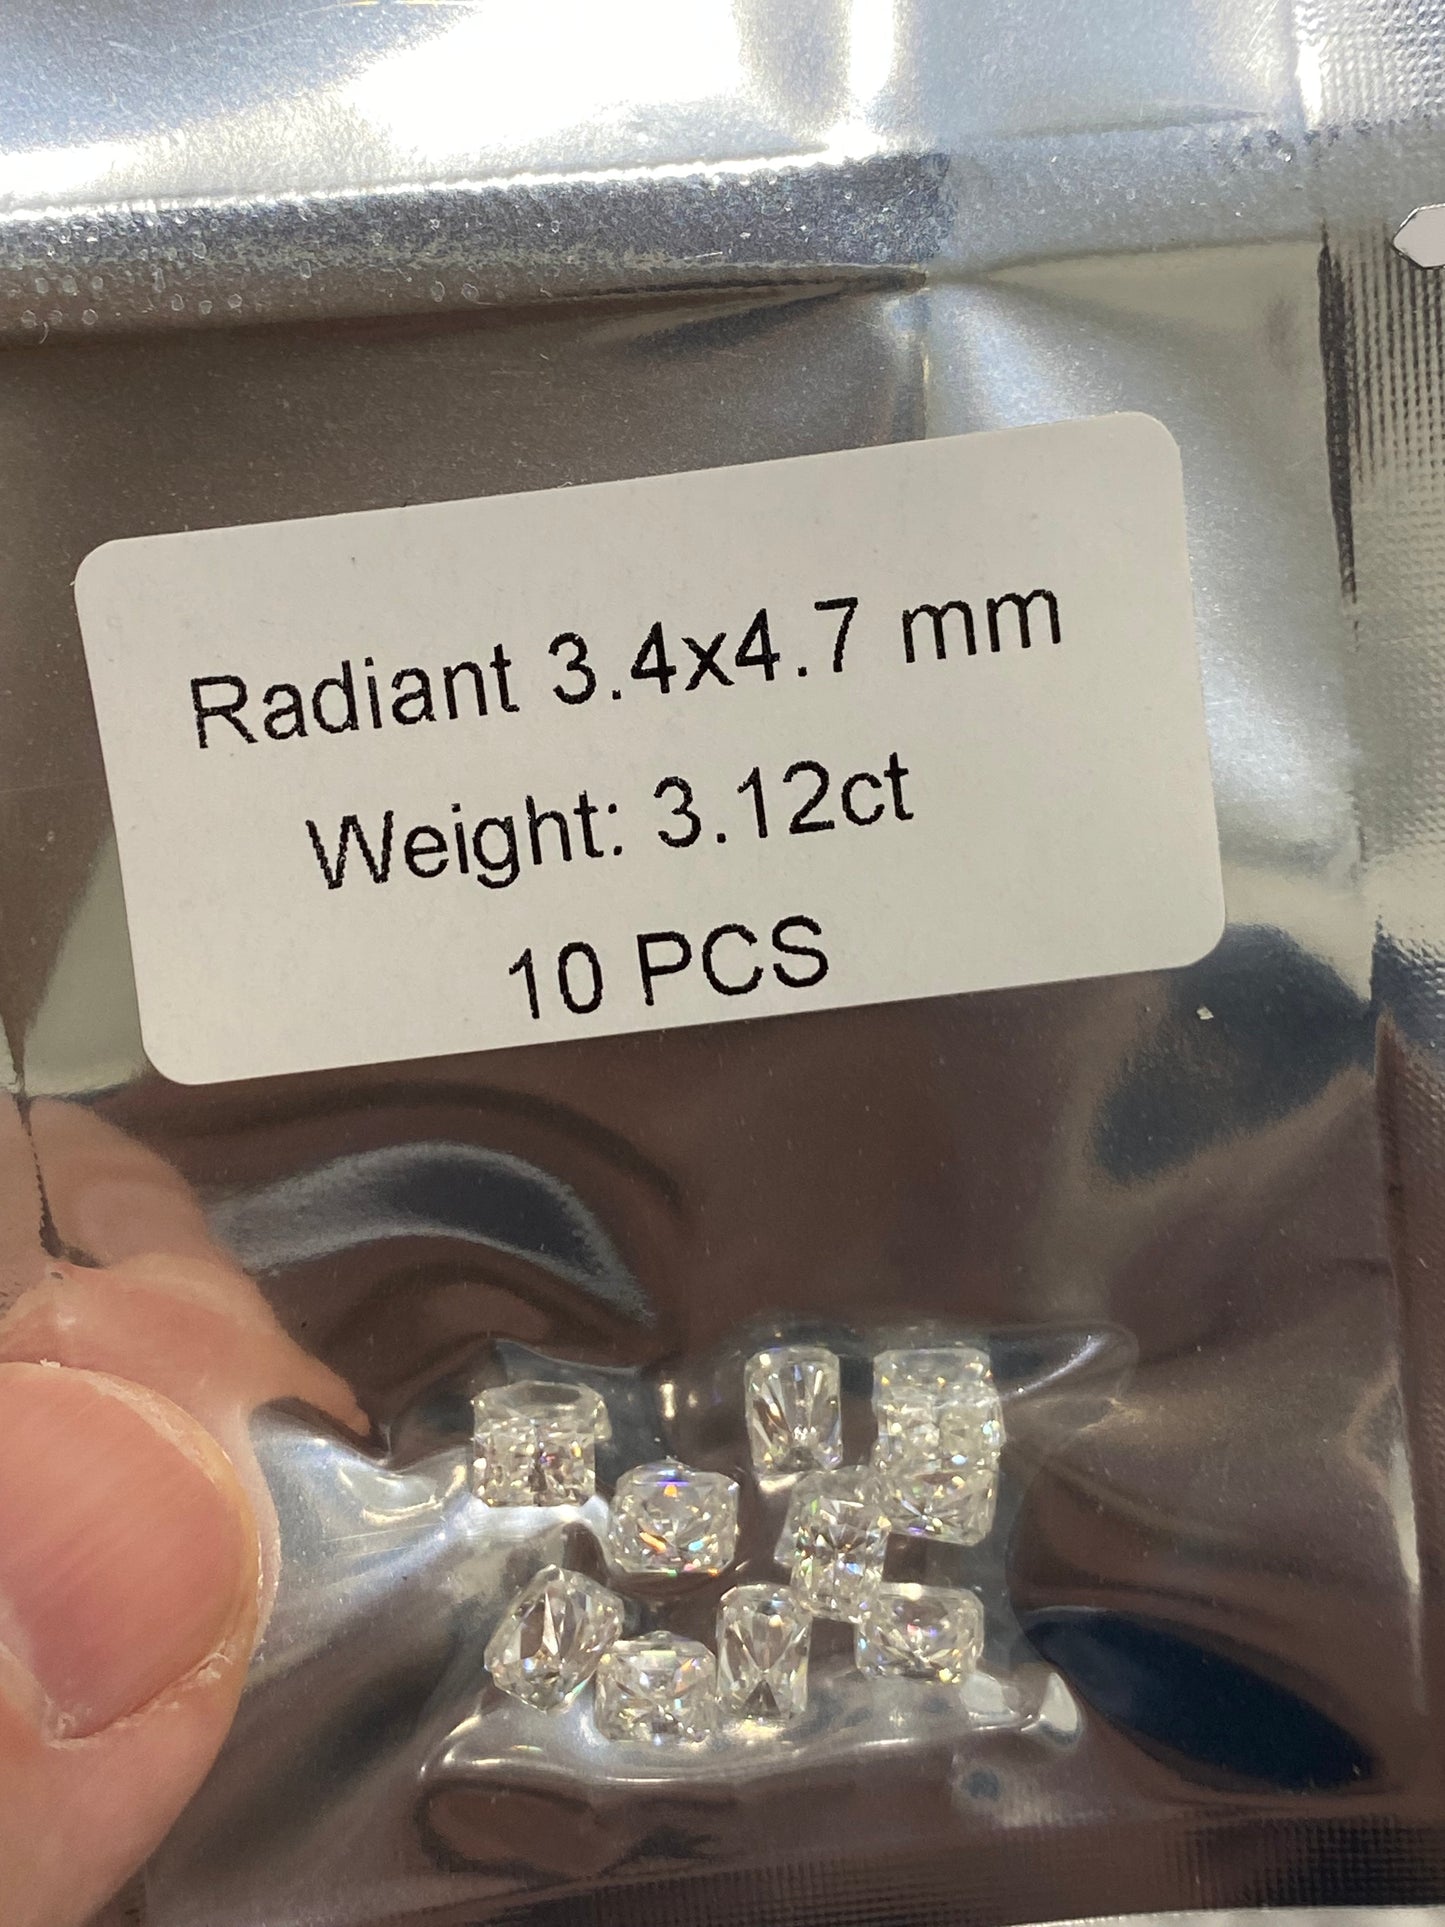 Radiant 3.4x4.7 mm
Weight: 3.12ct
10 PCS